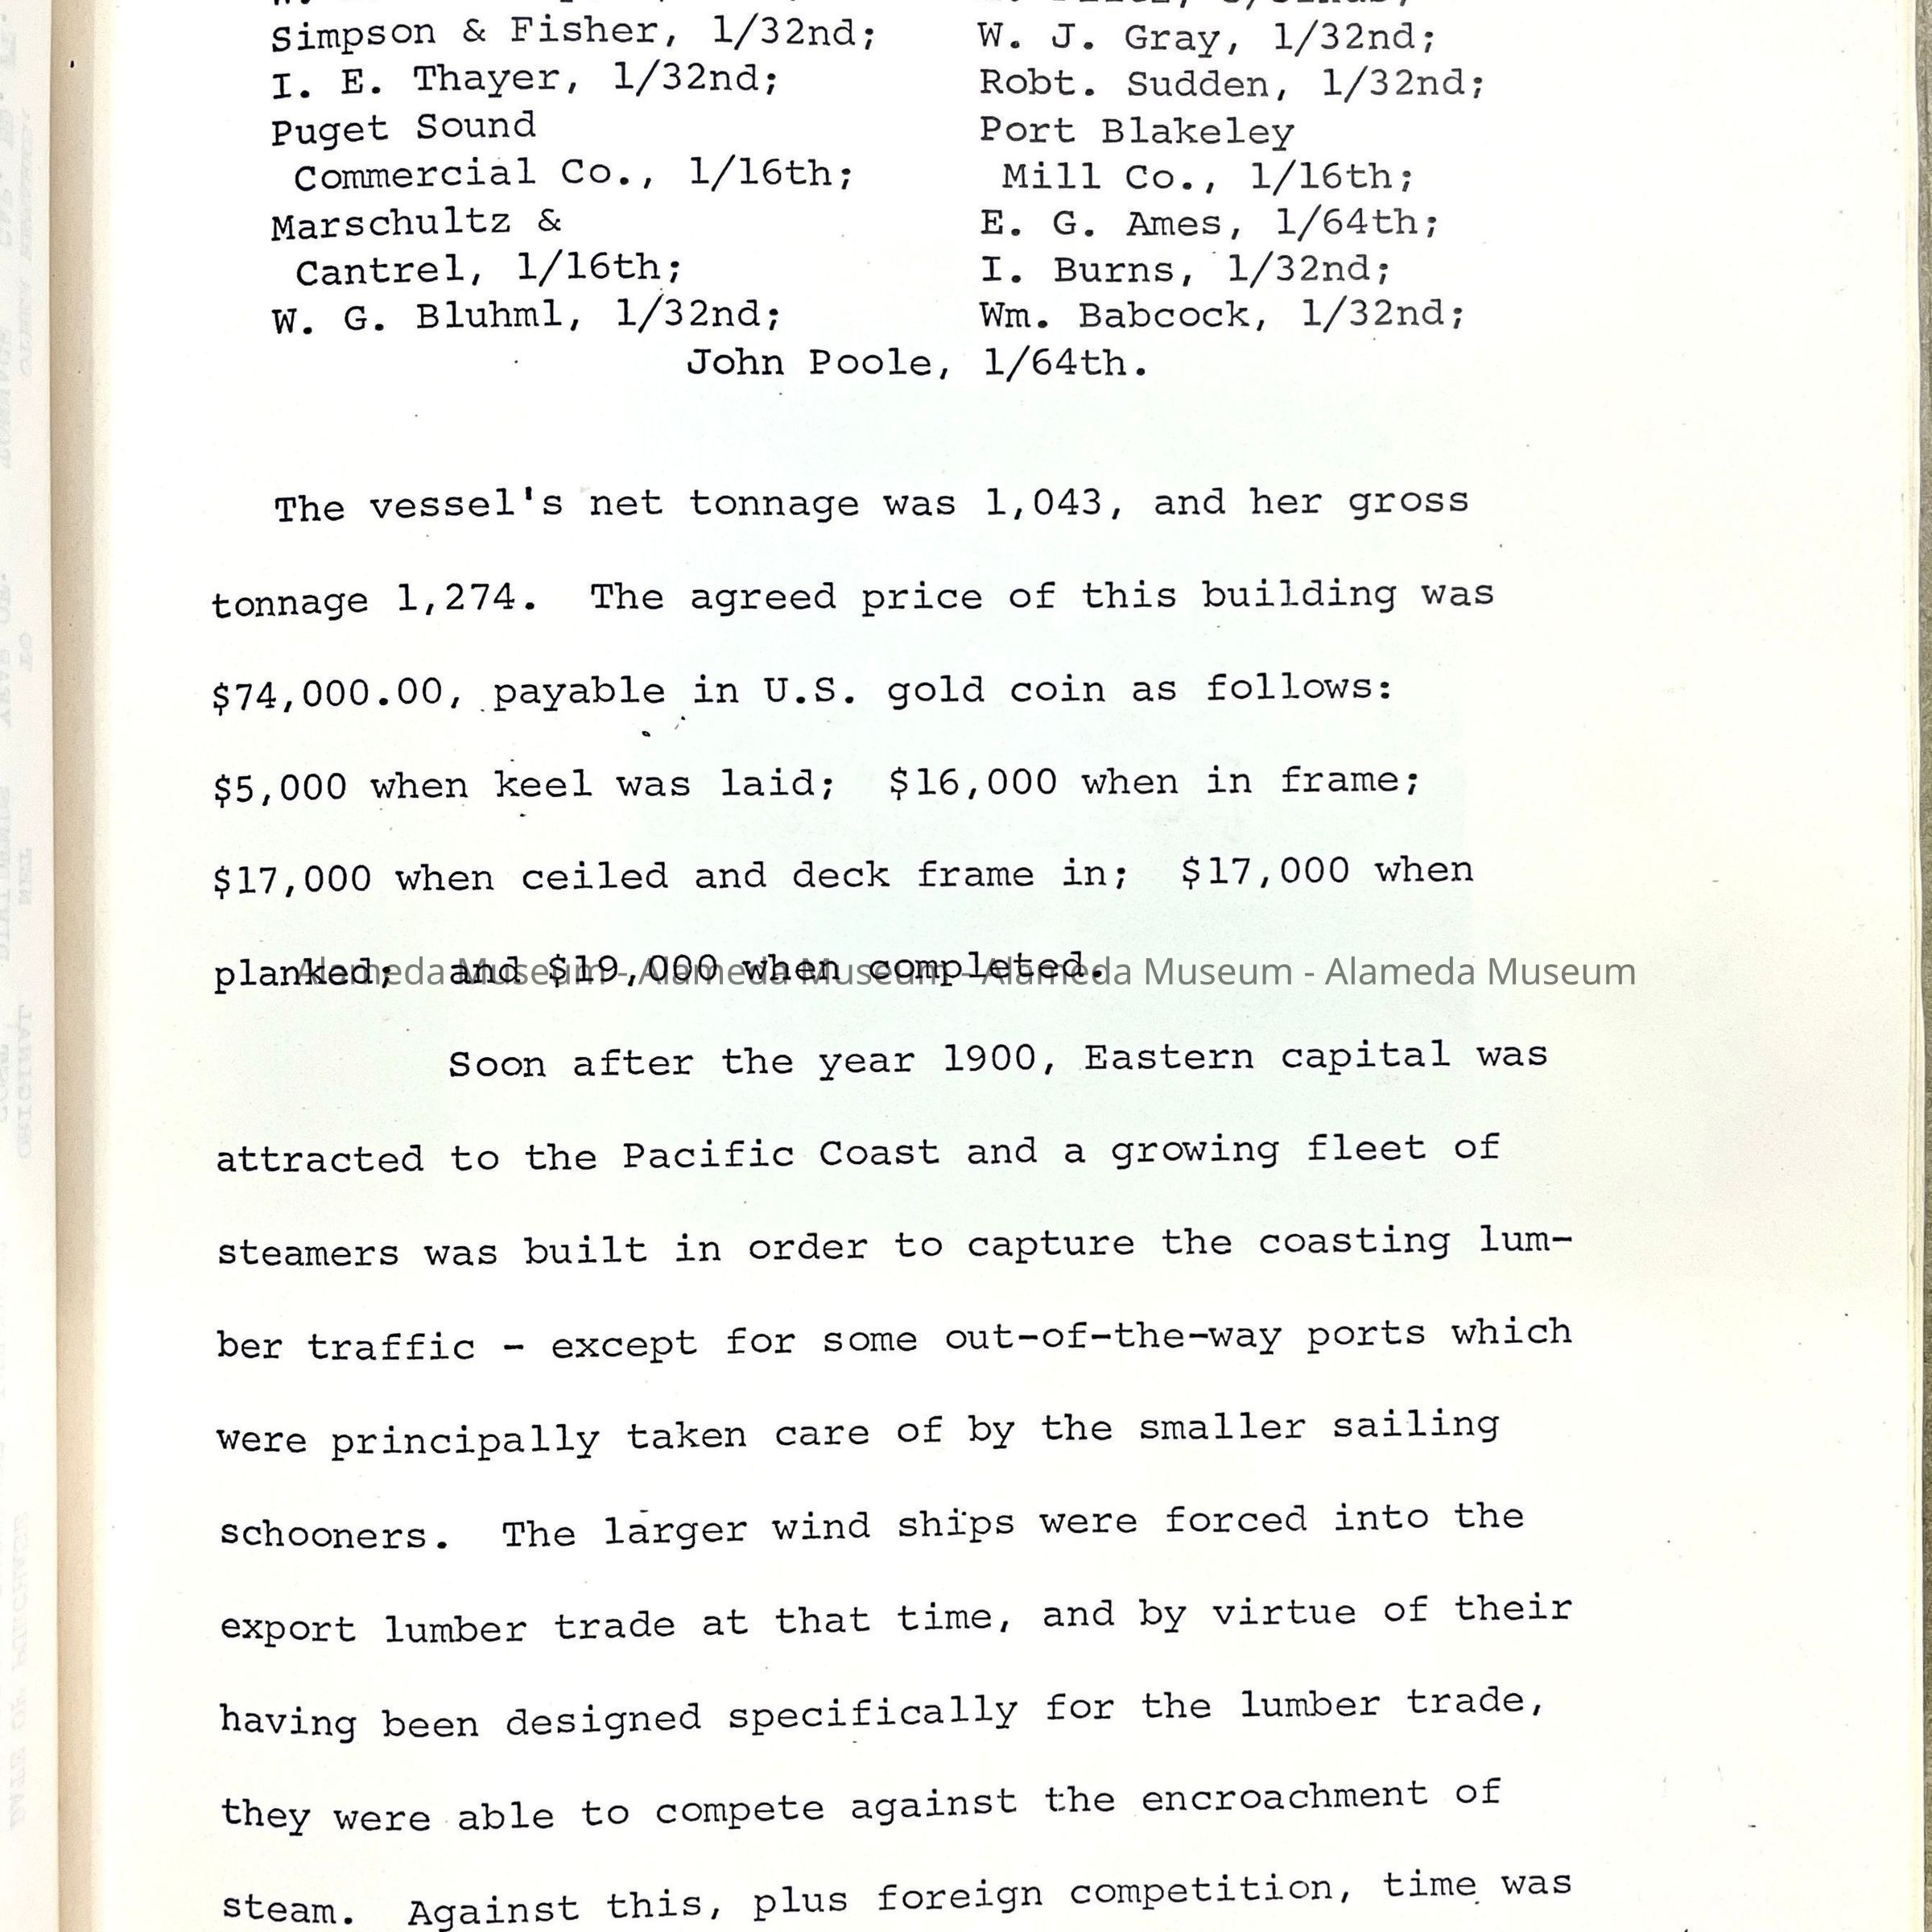 Simpson & Fisher, 1/32nd;
I. E. Thayer, 1/32nd;
Puget Sound
Commercial Co., 1/16th;
Marschultz &
Cantrel, 1/16th;
W. G. Bluhml, 1/32nd;
W. J. Gray, 1/32nd;
Robt. Sudden, 1/32nd;
Port Blakeley
Mill Co., 1/16th;
E. G. Ames, 1/64th;
I. Burns, 1/32nd;
Wm. Babcock, 1/32nd;
John Poole, 1/64th.
The vessel's net tonnage was 1,043, and her gross
tonnage 1,274. The agreed price of this building was
$74,000.00, payable in U.S. gold coin as follows:
$5,000 when keel was laid; $16,000 when in frame;
$17,000 when ceiled and deck frame in; $17,000 when
planked; and $19,000 when completed.
Alameda Museum - Alameda Museum - Alameda Museum - Alameda Museum
Soon after the year 1900, Eastern capital was
attracted to the Pacific Coast and a growing fleet of
steamers was built in order to capture the coasting lum-
ber traffic - except for some out-of-the-way ports which
were principally taken care of by the smaller sailing
schooners. The larger wind ships were forced into the
export lumber trade at that time, and by virtue of their
having been designed specifically for the lumber trade,
they were able to compete against the encroachment of
steam. Against this, plus foreign competition, time was